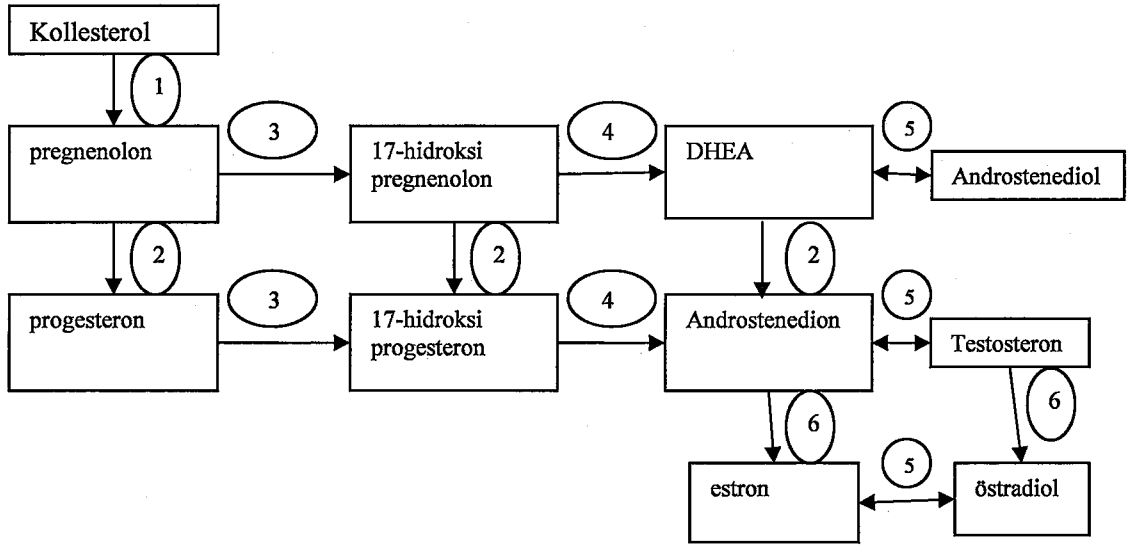 Kollesterol
1
pregnenolon
3
17-hidroksi
pregnenolon
4
DHEA
5
Androstenediol
2
2
2
progesteron
3
17-hidroksi
progesteron
4
Androstenedion
5
Testosteron
6
6
estron
5
östradiol